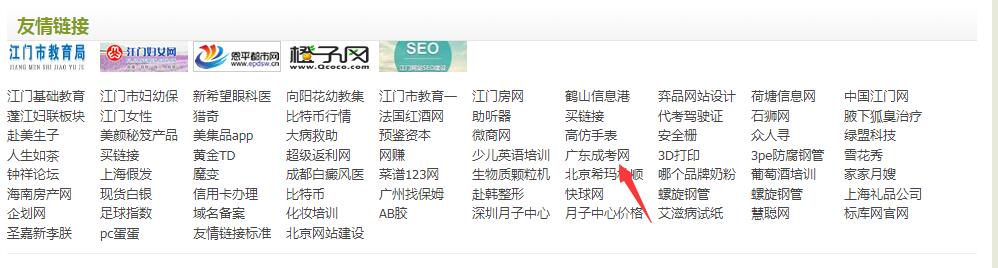 友情链接
江门市教育局 江门妇女网 恩平都市网 橙子网 SEO
JIANG MEN SHI JIAO YU JU www.epdsw.cn Qcoco.com
江门基础教育 江门市妇幼保 新希望眼科医 向阳花幼教集 江门市教育一 江门房网 鹤山信息港 弈品网站设计 荷塘信息网 中国江门网
蓬江妇联板块 江门女性 猎奇 比特币行情 法国红酒网 助听器 买链接 代考驾驶证 石狮网 腋下狐臭治疗
赴美生子 美颜秘笈产品 美集品app 大病救助 预鉴资本 微商网 高仿手表 安全栅 众人寻 绿盟科技
人生如茶 买链接 黄金TD 超级返利网 网赚 少儿英语培训 广东成考网 3D打印 3pe防腐钢管 雪花秀
钟祥论坛 上海假发 魔变 成都白癜风医 菜谱123网 生物质颗粒机 北京希玛 顺 哪个品牌奶粉 葡萄酒培训 家家月嫂
海南房产网 现货白银 信用卡办理 比特币 广州找保姆 赴韩整形 快球网 螺旋钢管 螺旋钢管 上海礼品公司
企划网 足球指数 域名备案 化妆培训 AB胶 深圳月子中心 月子中心价格 艾滋病试纸 慧聪网 标库网官网
圣嘉新李朕 pc蛋蛋 友情链接标准 北京网站建设